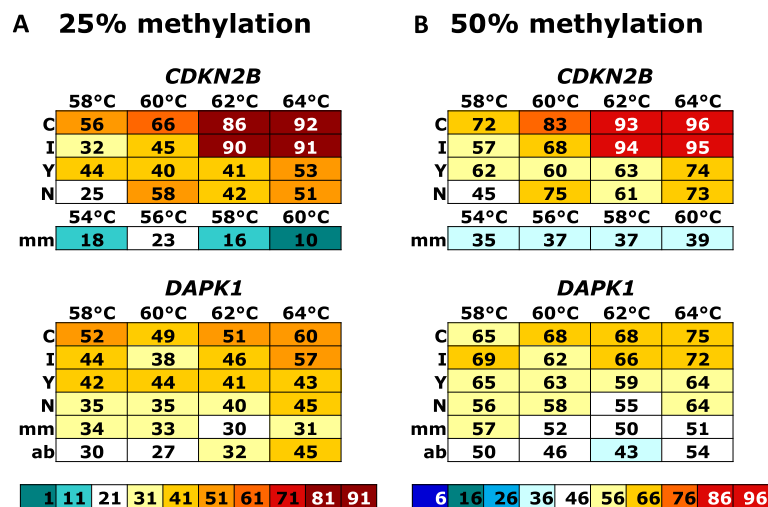 A 25% methylation
CDKN2B
58°C 60°C 62°C 64°C
C 56 66 86 92
I 32 45 90 91
Y 44 40 41 53
N 25 58 42 51
54°C 56°C 58°C 60°C
mm 18 23 16 10
DAPK1
58°C 60°C 62°C 64°C
C 52 49 51 60
I 44 38 46 57
Y 42 44 41 43
N 35 35 40 45
mm 34 33 30 31
ab 30 27 32 45
1 11 21 31 41 51 61 71 81 91
B 50% methylation
CDKN2B
58°C 60°C 62°C 64°C
C 72 83 93 96
I 57 68 94 95
Y 62 60 63 74
N 45 75 61 73
54°C 56°C 58°C 60°C
mm 35 37 37 39
DAPK1
58°C 60°C 62°C 64°C
C 65 68 68 75
I 69 62 66 72
Y 65 63 59 64
N 56 58 55 64
mm 57 52 50 51
ab 50 46 43 54
6 16 26 36 46 56 66 76 86 96